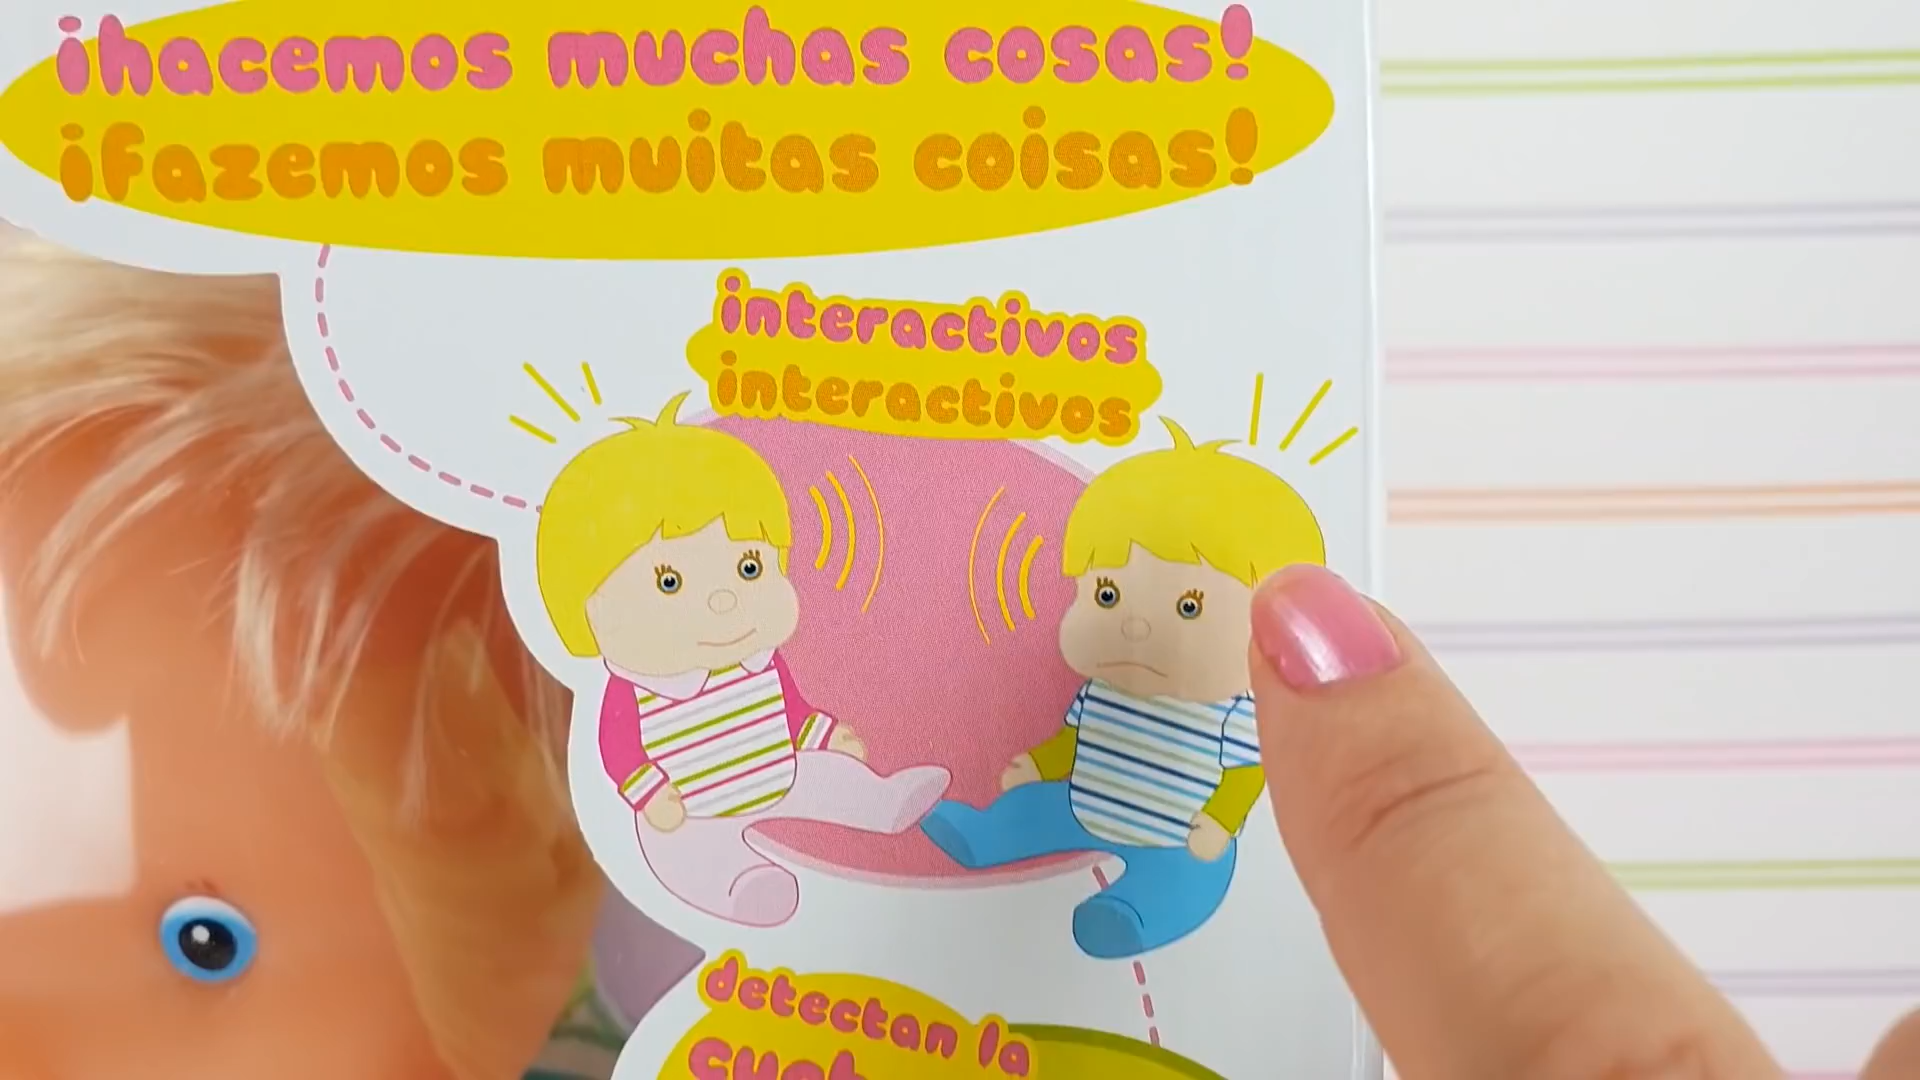 ¡hacemos muchas cosas!
¡fazemos muitas coisas!
interactivos
interactivos
detectan la